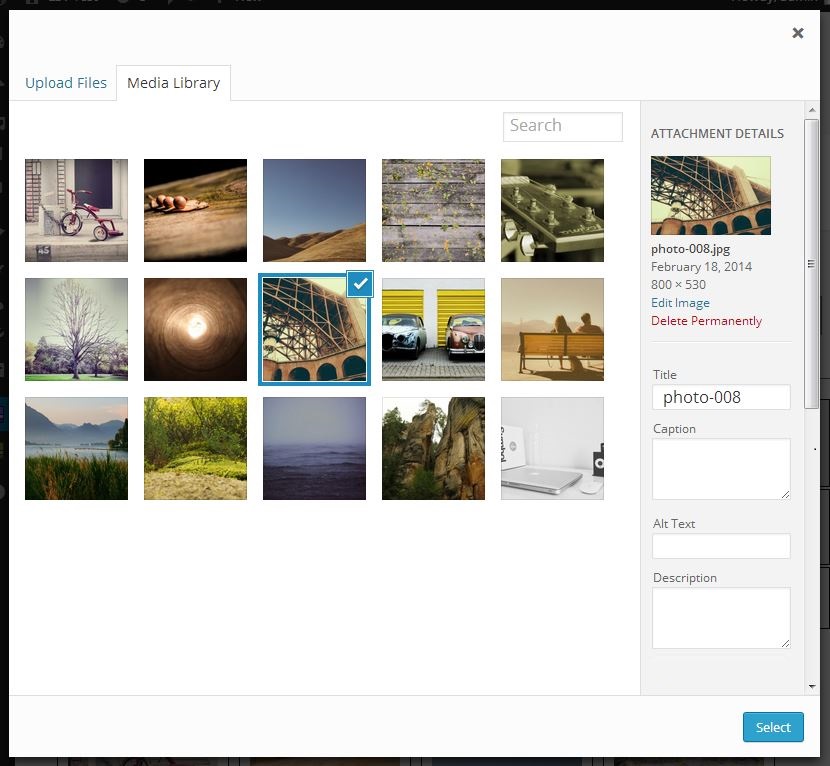 Upload Files
Media Library
Search
ATTACHMENT DETAILS
photo-008.jpg
February 18, 2014
800 × 530
Edit Image
Delete Permanently
Title
photo-008
Caption
Alt Text
Description
45
Select